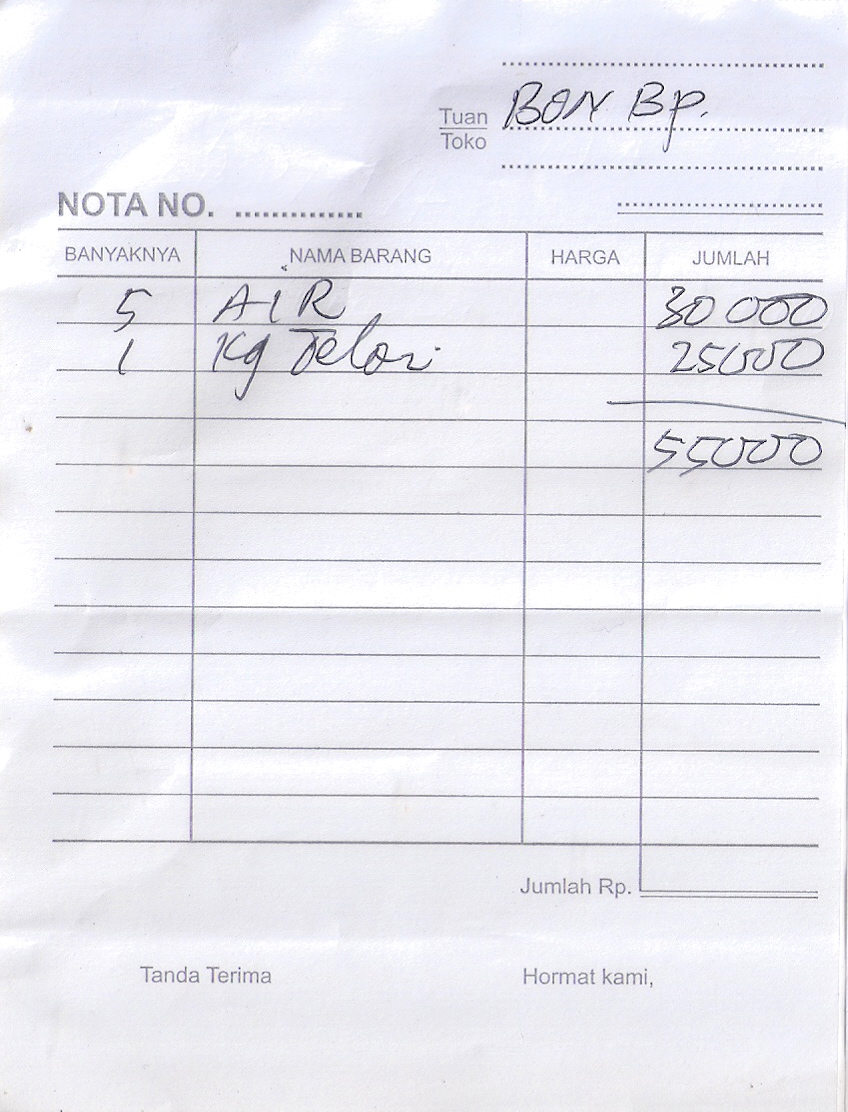 Tuan BON Bp.
Toko
NOTA NO.
BANYAKNYA NAMA BARANG HARGA JUMLAH
5 AIR 30 000
1 Kg Telor 25000
55000
Jumlah Rp.
Tanda Terima Hormat kami,